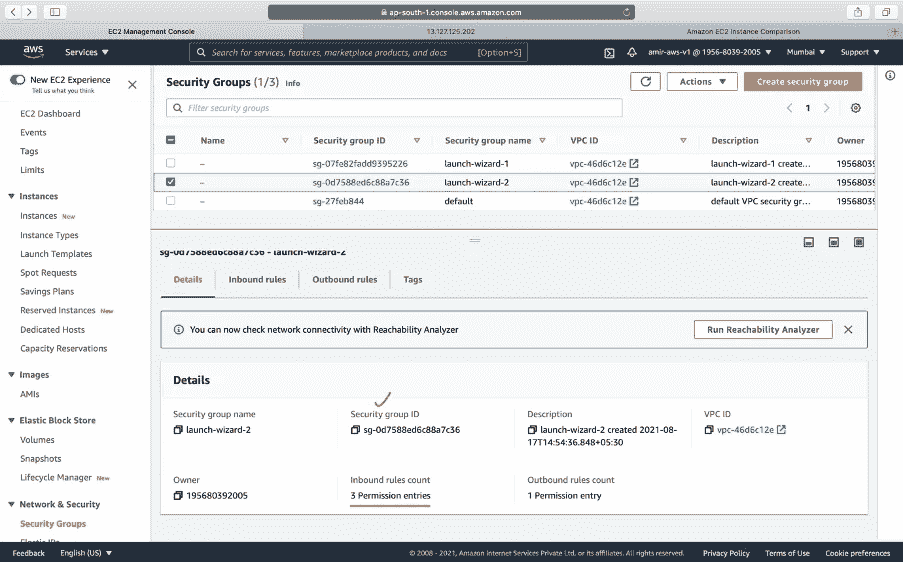 ap-south-1.console.aws.amazon.com
EC2 Management Console
13.127.125.202
Amazon EC2 Instance Comparison
aws
Services
Search for services, features, marketplace products, and docs
[Option+S]
amir-aws-v1 @ 1956-8039-2005
Mumbai
Support
New EC2 Experience
Tell us what you think
EC2 Dashboard
Events
Tags
Limits
Instances
Instances New
Instance Types
Launch Templates
Spot Requests
Savings Plans
Reserved Instances New
Dedicated Hosts
Capacity Reservations
Images
AMIs
Elastic Block Store
Volumes
Snapshots
Lifecycle Manager New
Network & Security
Security Groups
Elastic IPs
Security Groups (1/3) Info
Actions
Create security group
Filter security groups
1
Name Security group ID Security group name VPC ID Description Owner
– sg-07fe82fadd9395226 launch-wizard-1 vpc-46d6c12e launch-wizard-1 create... 19568039
– sg-0d7588ed6c88a7c36 launch-wizard-2 vpc-46d6c12e launch-wizard-2 create... 19568039
– sg-27feb844 default vpc-46d6c12e default VPC security gr... 19568039
sg-0d7588ed6c88a7c36 - launch-wizard-2
Details Inbound rules Outbound rules Tags
You can now check network connectivity with Reachability Analyzer
Run Reachability Analyzer
Details
Security group name
launch-wizard-2
Security group ID
sg-0d7588ed6c88a7c36
Description
launch-wizard-2 created 2021-08-
17T14:54:36.848+05:30
VPC ID
vpc-46d6c12e
Owner
195680392005
Inbound rules count
3 Permission entries
Outbound rules count
1 Permission entry
Feedback
English (US)
© 2008 - 2021, Amazon Internet Services Private Ltd. or its affiliates. All rights reserved.
Privacy Policy
Terms of Use
Cookie preferences